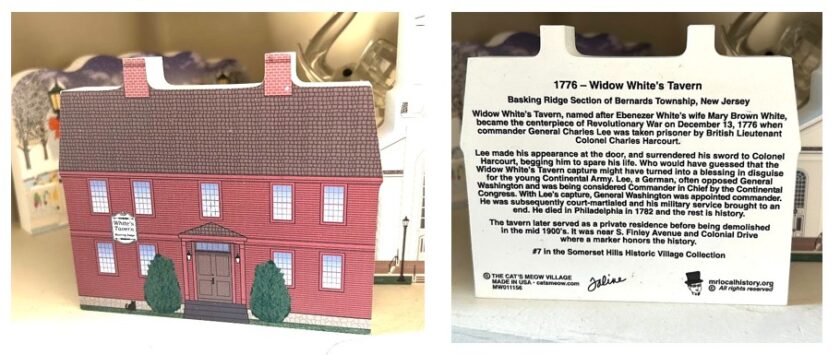 White's
Tavern
Basking Ridge
1776 – Widow White's Tavern
Basking Ridge Section of Bernards Township, New Jersey
Widow White's Tavern, named after Ebenezer White's wife Mary Brown White,
became the centerpiece of Revolutionary War on December 13, 1776 when
commander General Charles Lee was taken prisoner by British Lieutenant
Colonel Charles Harcourt.
Lee made his appearance at the door, and surrendered his sword to Colonel
Harcourt, begging him to spare his life. Who would have guessed that the
Widow White's Tavern capture might have turned into a blessing in disguise
for the young Continental Army. Lee, a German, often opposed General
Washington and was being considered Commander in Chief by the Continental
Congress. With Lee's capture, General Washington was appointed commander.
He was subsequently court-martialed and his military service brought to an
end. He died in Philadelphia in 1782 and the rest is history.
The tavern later served as a private residence before being demolished
in the mid 1900's. It was near S. Finley Avenue and Colonial Drive
where a marker honors the history.
#7 in the Somerset Hills Historic Village Collection
© THE CAT'S MEOW VILLAGE
MADE IN USA · catsmeow.com
MW011156
Jaline
mrlocalhistory.org
© All rights reserved